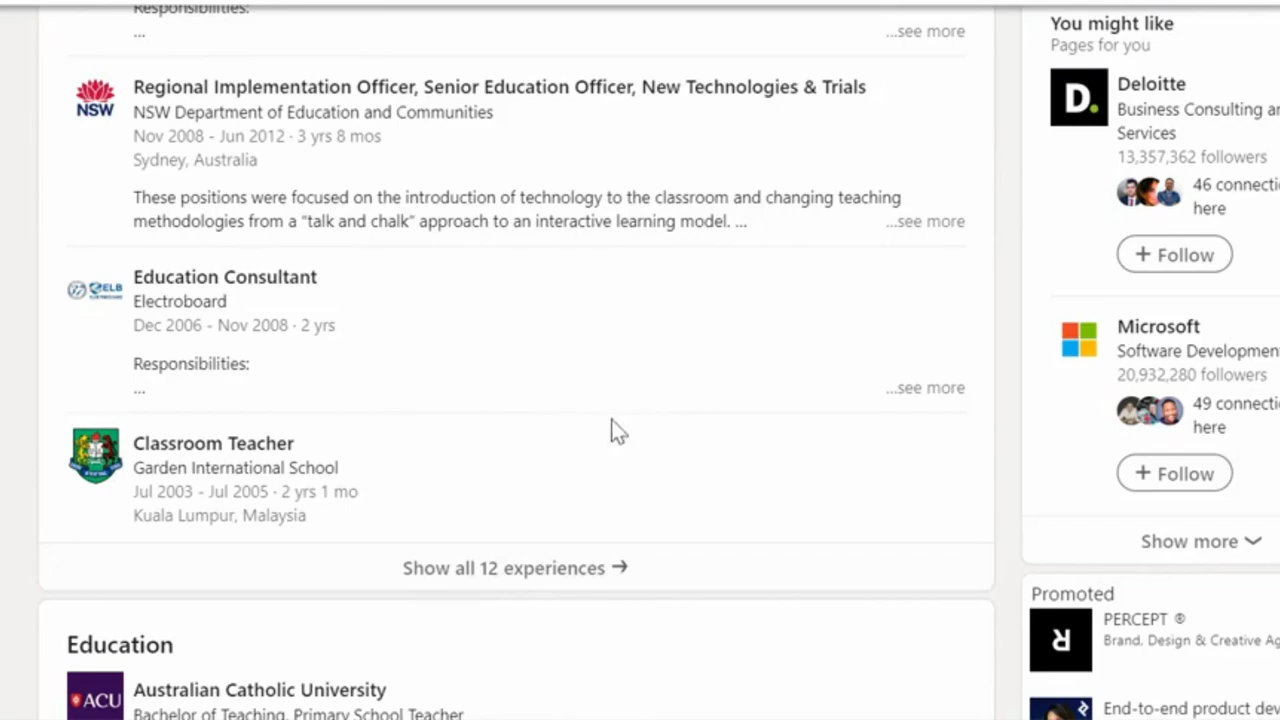 Responsibilities:
...
...see more
NSW
Regional Implementation Officer, Senior Education Officer, New Technologies & Trials
NSW Department of Education and Communities
Nov 2008 - Jun 2012 · 3 yrs 8 mos
Sydney, Australia
These positions were focused on the introduction of technology to the classroom and changing teaching
methodologies from a “talk and chalk” approach to an interactive learning model. ...
...see more
ELB
Education Consultant
Electroboard
Dec 2006 - Nov 2008 · 2 yrs
Responsibilities:
...
...see more
Classroom Teacher
Garden International School
Jul 2003 - Jul 2005 · 2 yrs 1 mo
Kuala Lumpur, Malaysia
Show all 12 experiences →
Education
ACU
Australian Catholic University
Bachelor of Teaching, Primary School Teacher
You might like
Pages for you
D.
Deloitte
Business Consulting an
Services
13,357,362 followers
46 connecti
here
+ Follow
Microsoft
Software Developmen
20,932,280 followers
49 connecti
here
+ Follow
Show more
Promoted
PERCEPT ®
Brand, Design & Creative Ag
End-to-end product dev